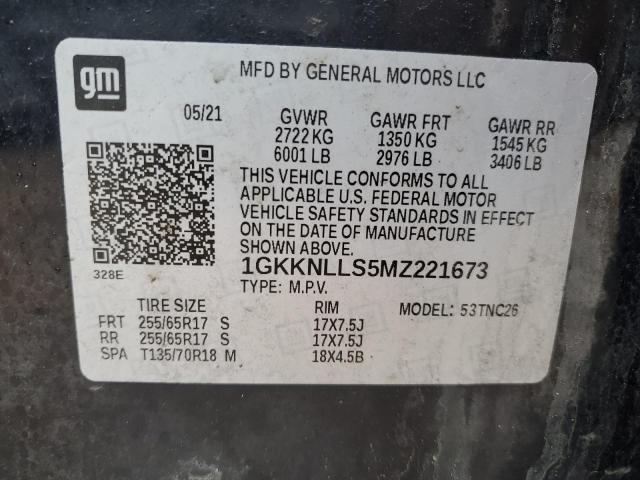 gm
MFD BY GENERAL MOTORS LLC
05/21 GVWR GAWR FRT GAWR RR
2722 KG 1350 KG 1545 KG
6001 LB 2976 LB 3406 LB
THIS VEHICLE CONFORMS TO ALL
APPLICABLE U.S. FEDERAL MOTOR
VEHICLE SAFETY STANDARDS IN EFFECT
ON THE DATE OF MANUFACTURE
SHOWN ABOVE.
328E
1GKKNLLS5MZ221673
TYPE: M.P.V.
TIRE SIZE RIM MODEL: 53TNC26
FRT 255/65R17 S 17X7.5J
RR 255/65R17 S 17X7.5J
SPA T135/70R18 M 18X4.5B